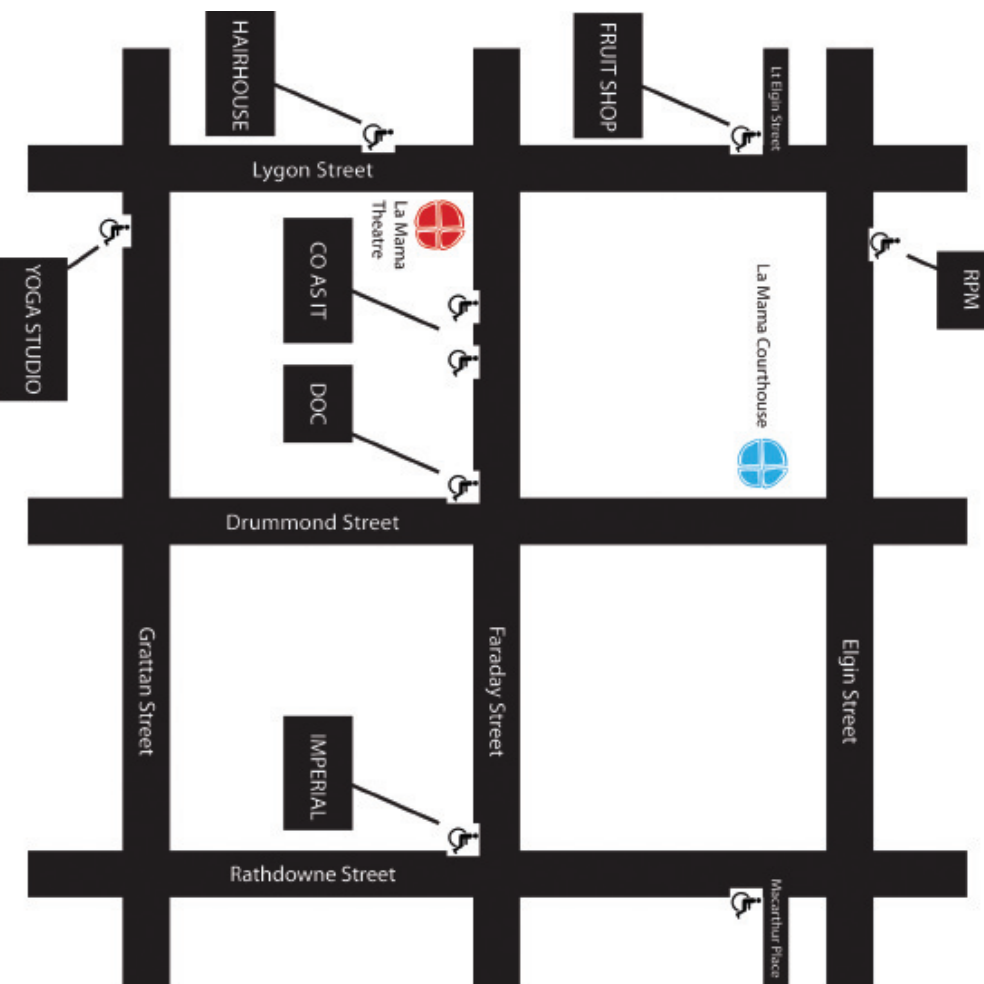 HAIRHOUSE
FRUIT SHOP
Lt Elgin Street
Lygon Street
La Mama
Theatre
CO AS IT
YOGA STUDIO
RPM
La Mama Courthouse
DOC
Drummond Street
Grattan Street
Faraday Street
Elgin Street
IMPERIAL
Rathdowne Street
Macarthur Place